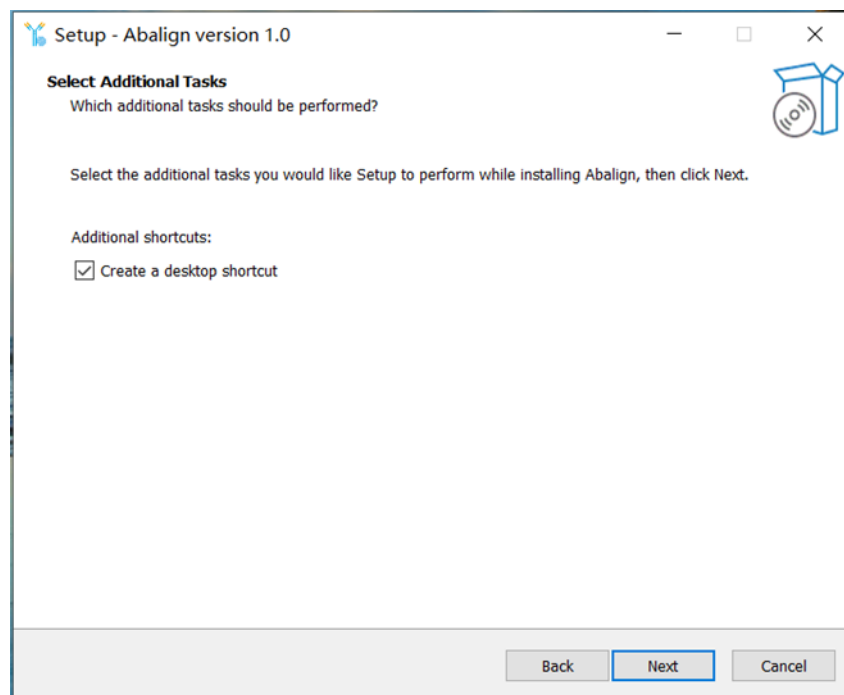 Setup - Abalign version 1.0
Select Additional Tasks
Which additional tasks should be performed?
Select the additional tasks you would like Setup to perform while installing Abalign, then click Next.
Additional shortcuts:
Create a desktop shortcut
Back Next Cancel